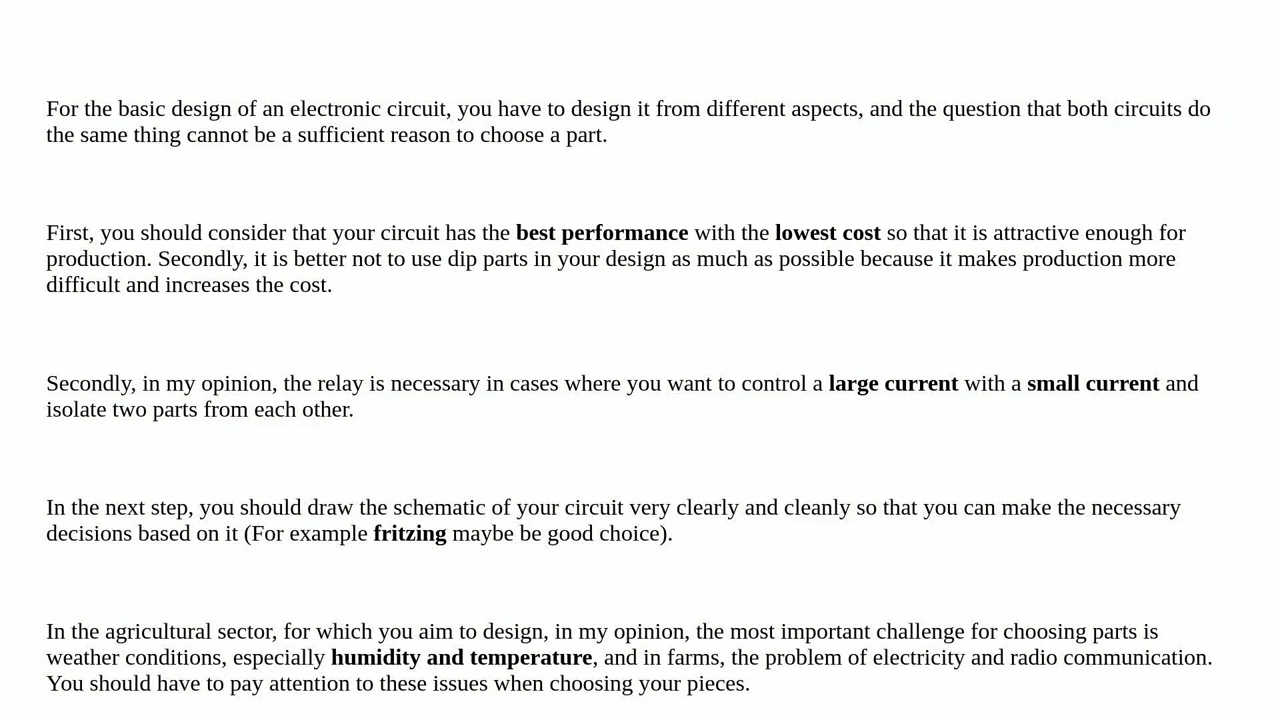 For the basic design of an electronic circuit, you have to design it from different aspects, and the question that both circuits do
the same thing cannot be a sufficient reason to choose a part.
First, you should consider that your circuit has the best performance with the lowest cost so that it is attractive enough for
production. Secondly, it is better not to use dip parts in your design as much as possible because it makes production more
difficult and increases the cost.
Secondly, in my opinion, the relay is necessary in cases where you want to control a large current with a small current and
isolate two parts from each other.
In the next step, you should draw the schematic of your circuit very clearly and cleanly so that you can make the necessary
decisions based on it (For example fritzing maybe be good choice).
In the agricultural sector, for which you aim to design, in my opinion, the most important challenge for choosing parts is
weather conditions, especially humidity and temperature, and in farms, the problem of electricity and radio communication.
You should have to pay attention to these issues when choosing your pieces.